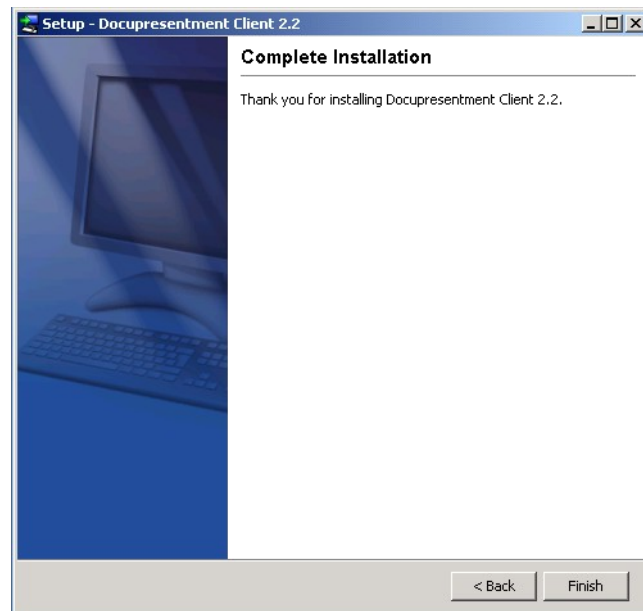 Setup - Docupresentment Client 2.2
Complete Installation
Thank you for installing Docupresentment Client 2.2.
< Back
Finish